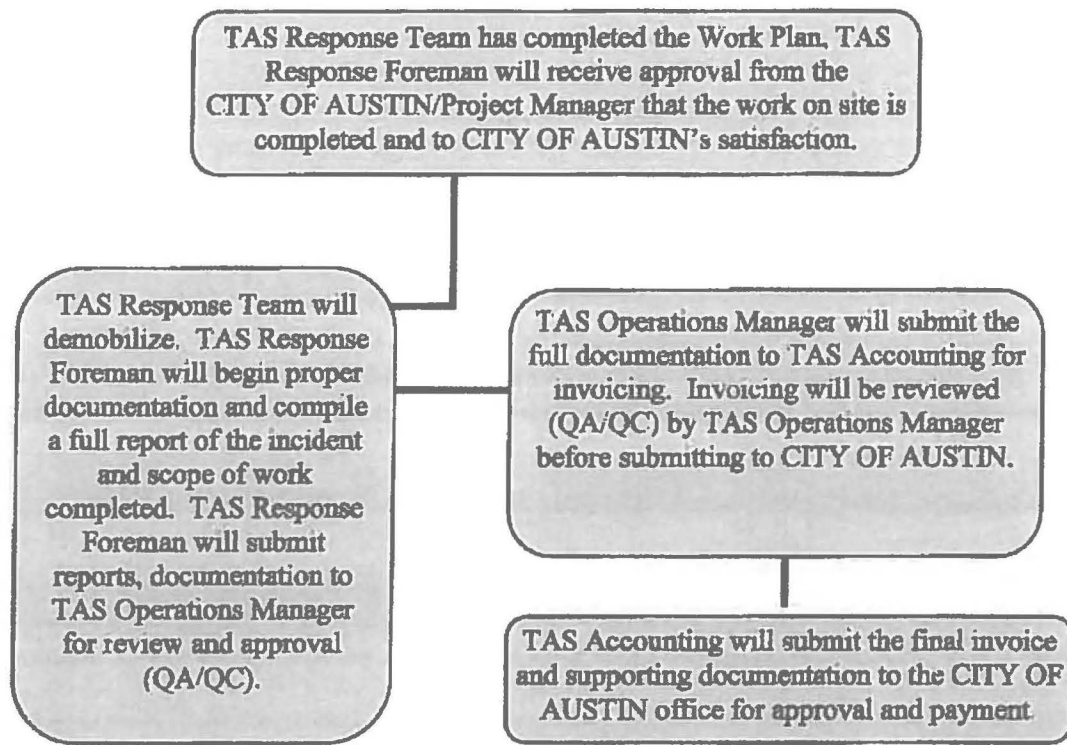 TAS Response Team has completed the Work Plan, TAS
Response Foreman will receive approval from the
CITY OF AUSTIN/Project Manager that the work on site is
completed and to CITY OF AUSTIN's satisfaction.
TAS Response Team will
demobilize. TAS Response
Foreman will begin proper
documentation and compile
a full report of the incident
and scope of work
completed. TAS Response
Foreman will submit
reports, documentation to
TAS Operations Manager
for review and approval
(QA/QC).
TAS Operations Manager will submit the
full documentation to TAS Accounting for
invoicing. Invoicing will be reviewed
(QA/QC) by TAS Operations Manager
before submitting to CITY OF AUSTIN.
TAS Accounting will submit the final invoice
and supporting documentation to the CITY OF
AUSTIN office for approval and payment